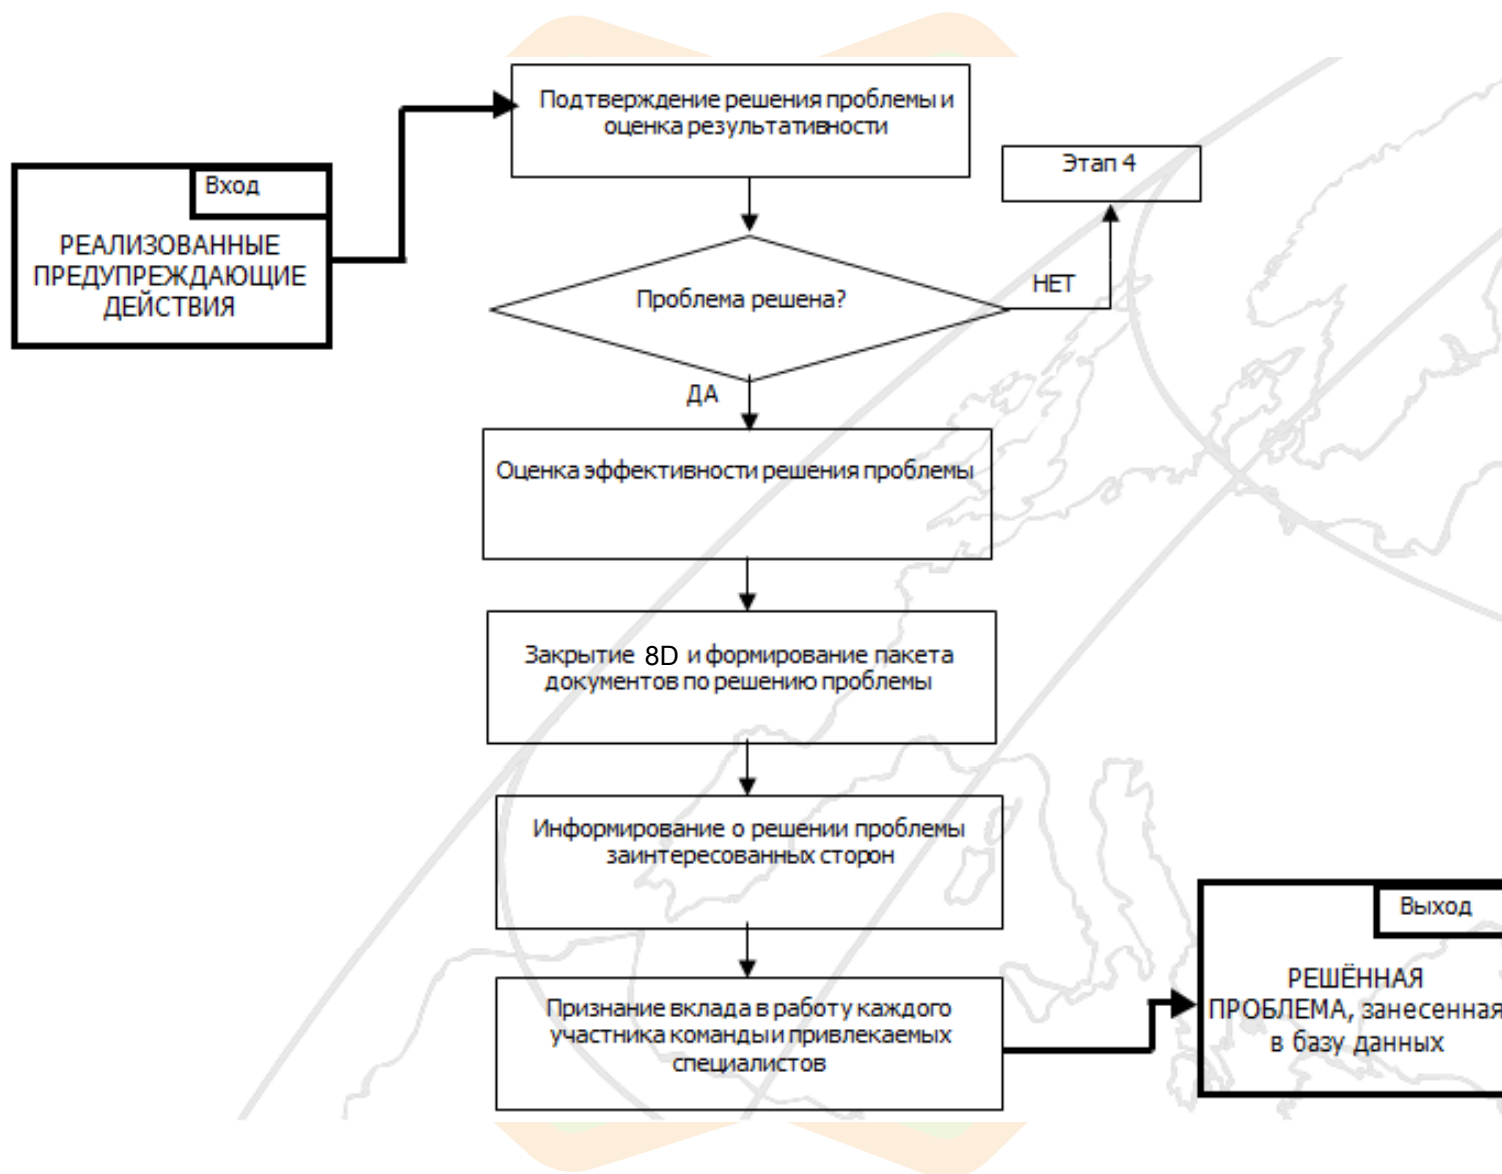 Подтверждение решения проблемы и
оценка результативности
Этап 4
Вход
РЕАЛИЗОВАННЫЕ
ПРЕДУПРЕЖДАЮЩИЕ
ДЕЙСТВИЯ
Проблема решена?
НЕТ
ДА
Оценка эффективности решения проблемы
Закрытие 8D и формирование пакета
документов по решению проблемы
Информирование о решении проблемы
заинтересованных сторон
Признание вклада в работу каждого
участника команды и привлекаемых
специалистов
Выход
РЕШЁННАЯ
ПРОБЛЕМА, занесенная
в базу данных